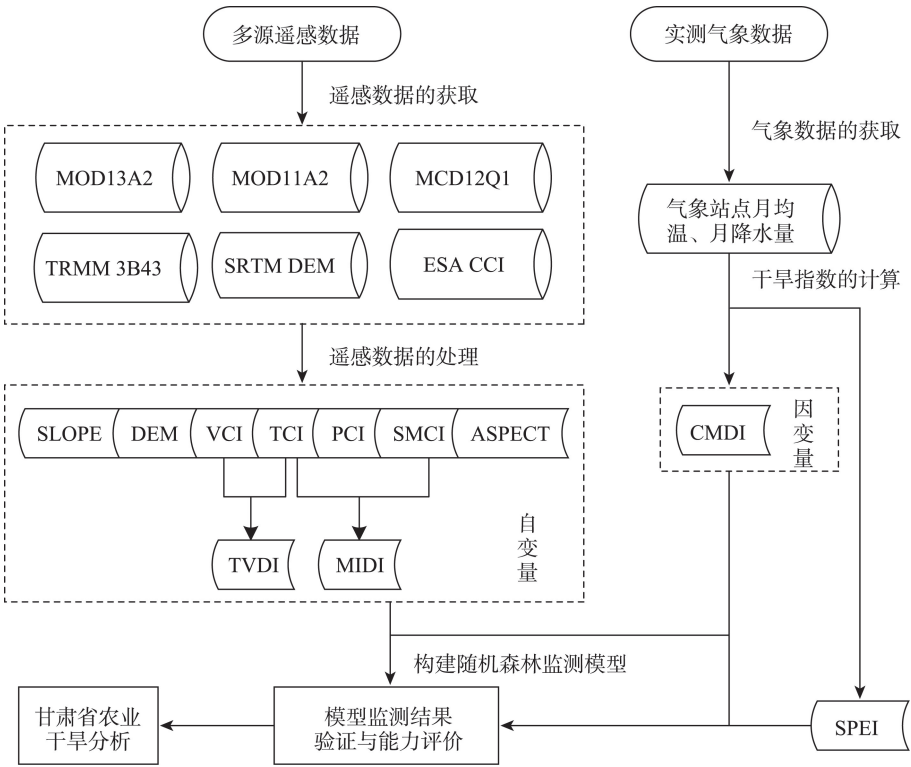 多源遥感数据
实测气象数据
遥感数据的获取
气象数据的获取
MOD13A2
MOD11A2
MCD12Q1
气象站点月均
温、月降水量
TRMM 3B43
SRTM DEM
ESA CCI
干旱指数的计算
遥感数据的处理
SLOPE
DEM
VCI
TCI
PCI
SMCI
ASPECT
CMDI
因变量
TVDI
MIDI
自变量
构建随机森林监测模型
甘肃省农业
干旱分析
模型监测结果
验证与能力评价
SPEI